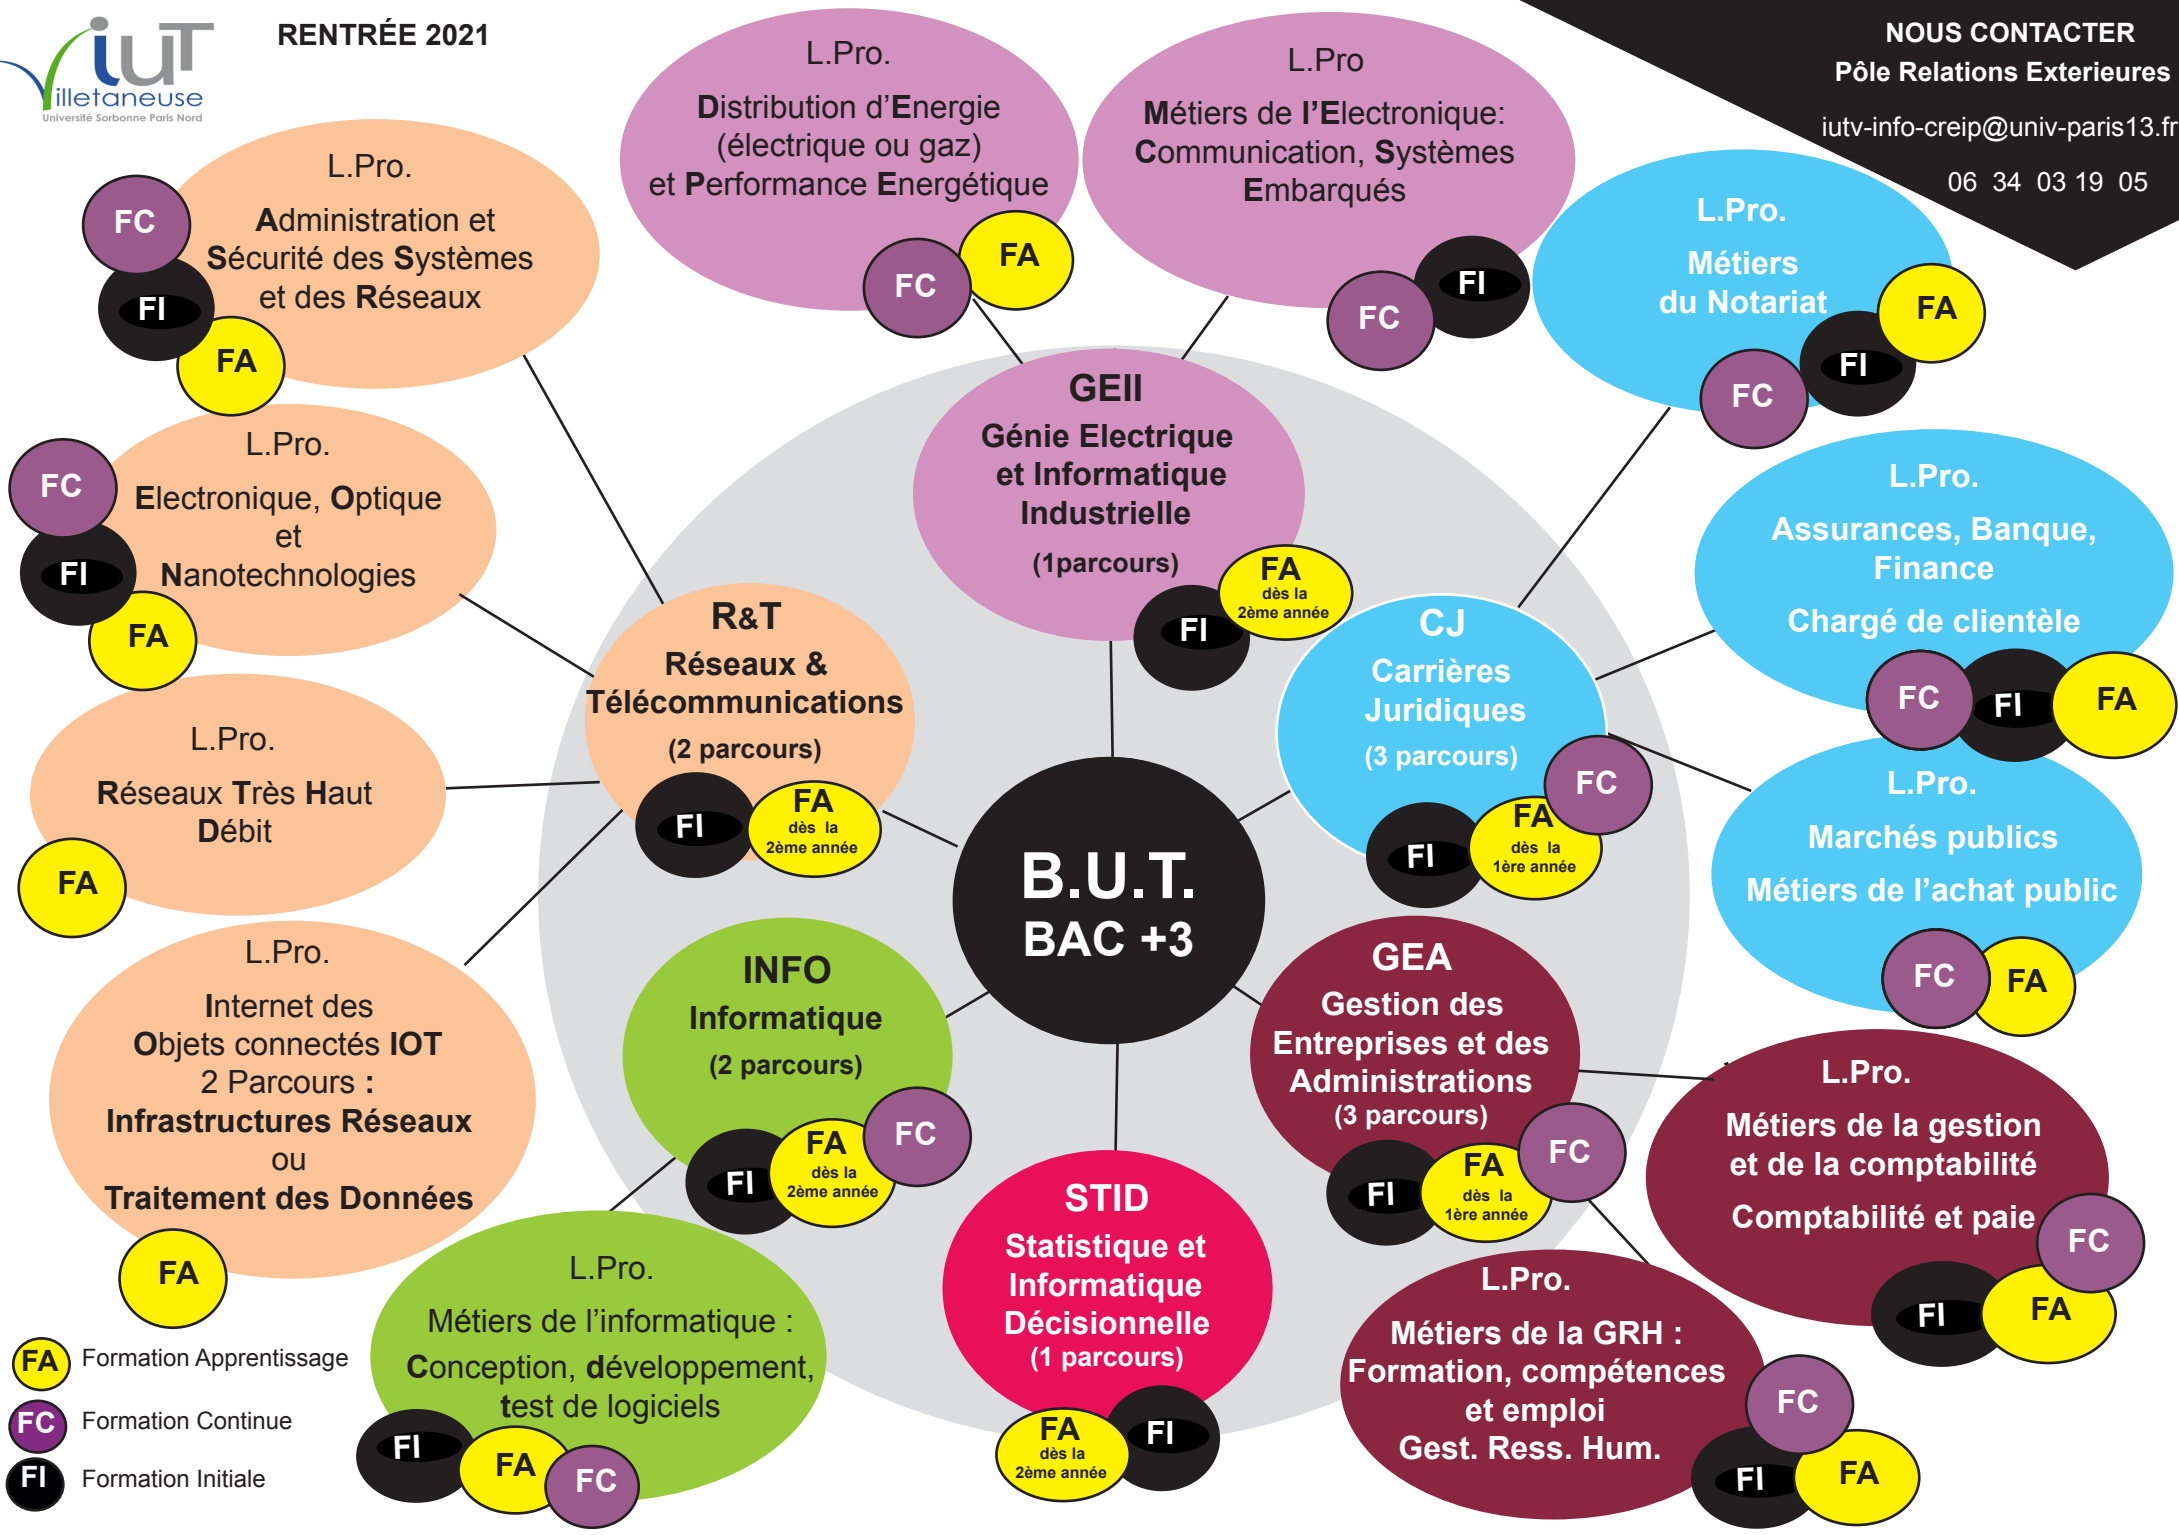 iUT
Villetaneuse
Université Sorbonne Paris Nord
RENTRÉE 2021
NOUS CONTACTER
Pôle Relations Exterieures
iutv-info-creip@univ-paris13.fr
06 34 03 19 05
L.Pro.
Administration et
Sécurité des Systèmes
et des Réseaux
FC
FI
FA
L.Pro.
Distribution d'Energie
(électrique ou gaz)
et Performance Energétique
FC
FA
L.Pro
Métiers de l'Electronique:
Communication, Systèmes
Embarqués
FC
FI
L.Pro.
Métiers
du Notariat
FC
FI
FA
L.Pro.
Electronique, Optique
et
Nanotechnologies
FC
FI
FA
GEII
Génie Electrique
et Informatique
Industrielle
(1parcours)
FI
FA
dès la
2ème année
L.Pro.
Assurances, Banque,
Finance
Chargé de clientèle
FC
FI
FA
R&T
Réseaux &
Télécommunications
(2 parcours)
FI
FA
dès la
2ème année
CJ
Carrières
Juridiques
(3 parcours)
FI
FA
dès la
1ère année
FC
L.Pro.
Réseaux Très Haut
Débit
FA
L.Pro.
Marchés publics
Métiers de l'achat public
FC
FA
B.U.T.
BAC +3
L.Pro.
Internet des
Objets connectés IOT
2 Parcours :
Infrastructures Réseaux
ou
Traitement des Données
FA
INFO
Informatique
(2 parcours)
FI
FA
dès la
2ème année
FC
GEA
Gestion des
Entreprises et des
Administrations
(3 parcours)
FI
FA
dès la
1ère année
FC
L.Pro.
Métiers de la gestion
et de la comptabilité
Comptabilité et paie
FC
FI
FA
STID
Statistique et
Informatique
Décisionnelle
(1 parcours)
FA
dès la
2ème année
FI
L.Pro.
Métiers de l'informatique :
Conception, développement,
test de logiciels
FI
FA
FC
L.Pro.
Métiers de la GRH :
Formation, compétences
et emploi
Gest. Ress. Hum.
FC
FI
FA
FA Formation Apprentissage
FC Formation Continue
FI Formation Initiale